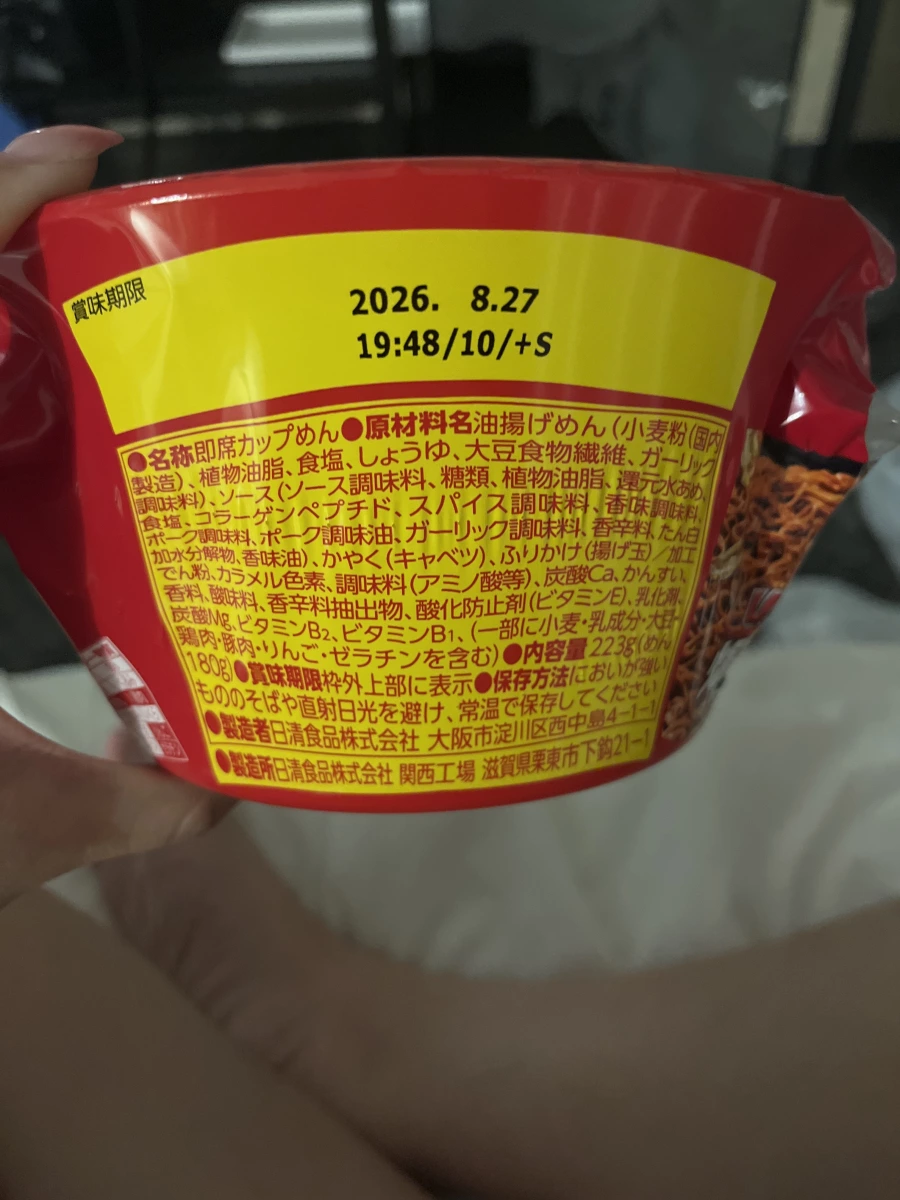 賞味期限
2026. 8.27
19:48/10/+S
●名称即席カップめん●原材料名油揚げめん(小麦粉(国内
製造)、植物油脂、食塩、しょうゆ、大豆食物繊維、ガーリック
調味料)、ソース(ソース調味料、糖類、植物油脂、還元水あめ、
食塩、コラーゲンペプチド、スパイス調味料、香味調味料、
ポーク調味料、ポーク調味油、ガーリック調味料、香辛料、たん白
加水分解物、香味油)、かやく(キャベツ)、ふりかけ(揚げ玉)/加工
でん粉、カラメル色素、調味料(アミノ酸等)、炭酸Ca、かんすい、
香料、酸味料、香辛料抽出物、酸化防止剤(ビタミンE)、乳化剤、
炭酸Mg、ビタミンB₂、ビタミンB₁、(一部に小麦・乳成分・大豆・
鶏肉・豚肉・りんご・ゼラチンを含む)●内容量223g(めん
180g)●賞味期限枠外上部に表示●保存方法においが強い
もののそばや直射日光を避け、常温で保存してください
●製造者日清食品株式会社 大阪市淀川区西中島4-1-1
●製造所日清食品株式会社 関西工場 滋賀県栗東市下鈎21-1